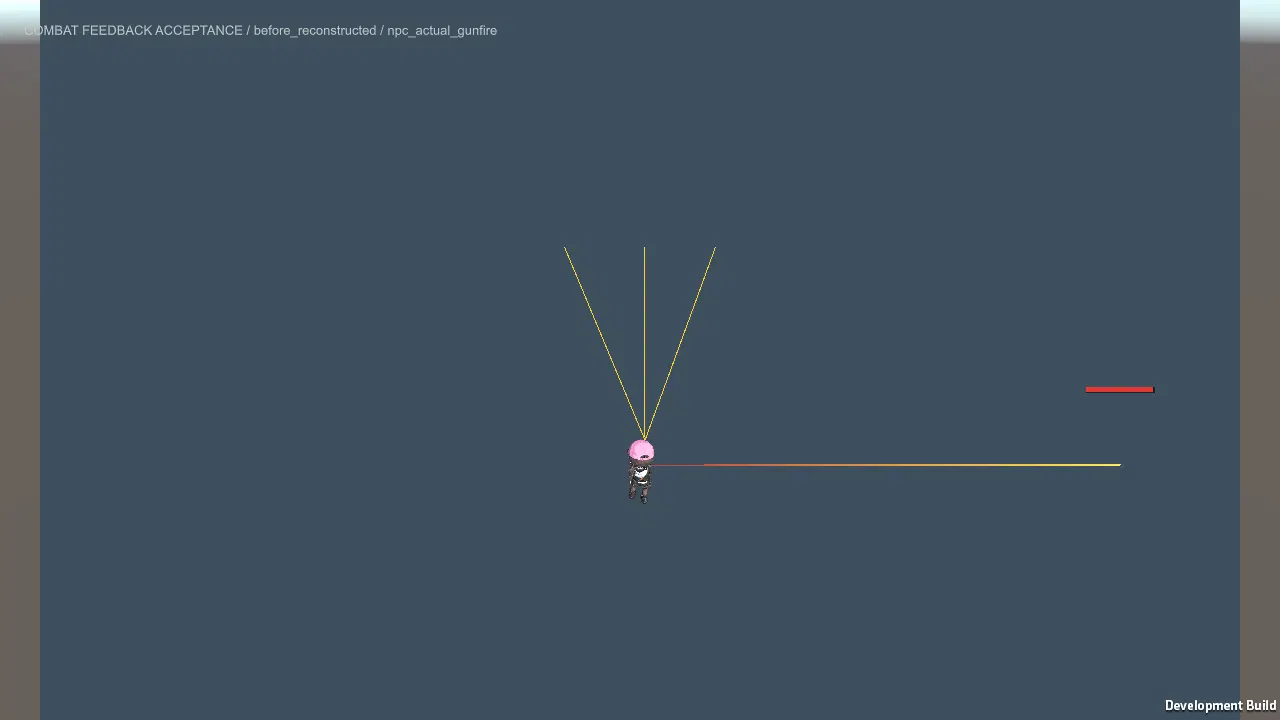 COMBAT FEEDBACK ACCEPTANCE / before_reconstructed / npc_actual_gunfire
Development Build